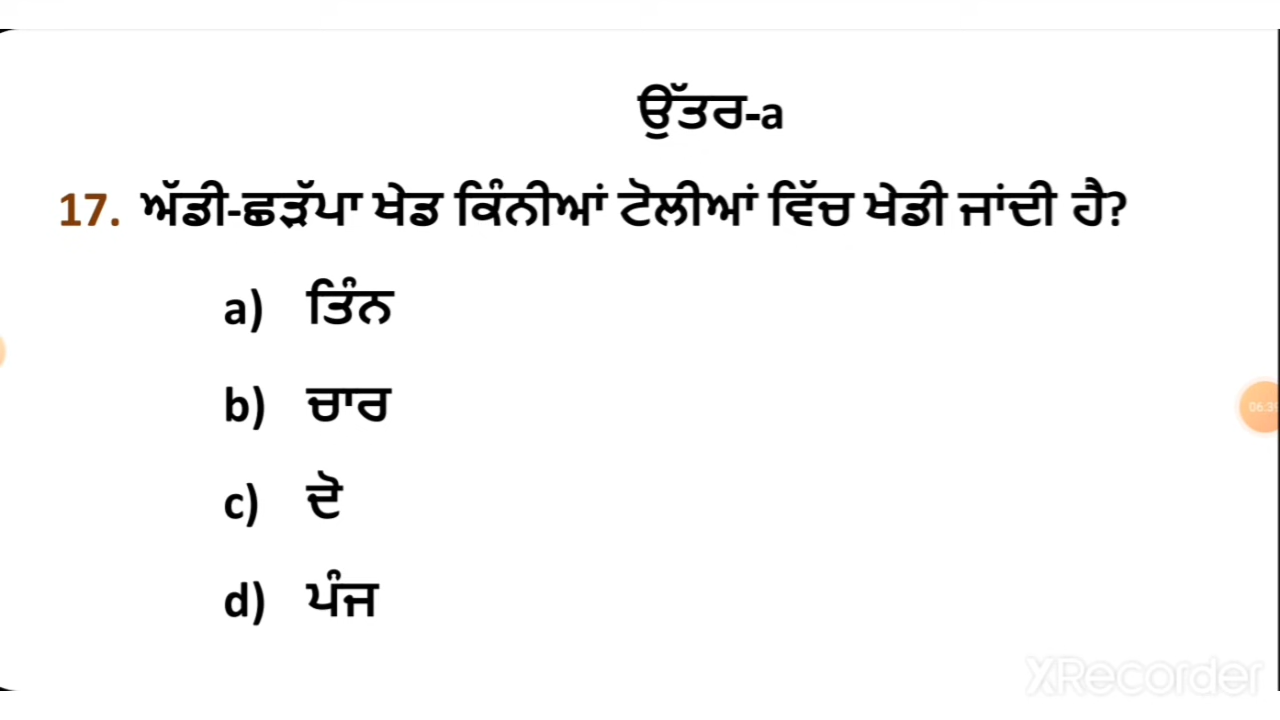 ਉੱਤਰ-a
17. ਅੱਡੀ-ਛੜੱਪਾ ਖੇਡ ਕਿੰਨੀਆਂ ਟੋਲੀਆਂ ਵਿੱਚ ਖੇਡੀ ਜਾਂਦੀ ਹੈ?
a) ਤਿੰਨ
b) ਚਾਰ
c) ਦੋ
d) ਪੰਜ
XRecorder